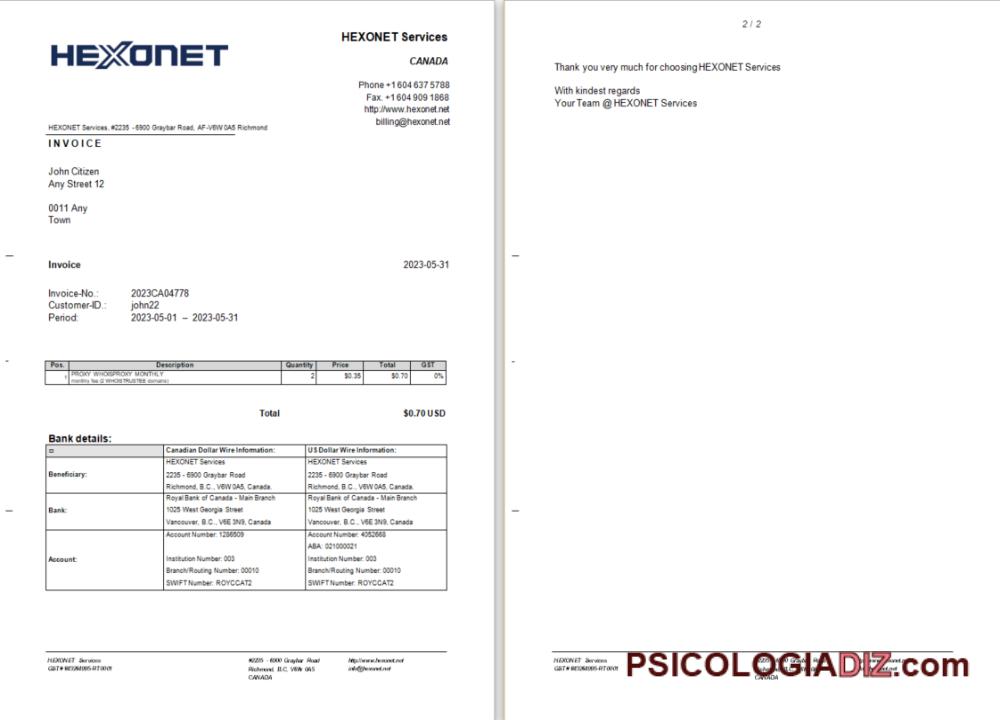 HEXONET
HEXONET Services
CANADA
Phone +1 604 637 5788
Fax. +1 604 909 1868
http://www.hexonet.net
billing@hexonet.net
HEXONET Services, #2235 - 6900 Graybar Road, AF-V6W 0A5 Richmond
INVOICE
John Citizen
Any Street 12
0011 Any
Town
Invoice 2023-05-31
Invoice-No.: 2023CA04778
Customer-ID.: john22
Period: 2023-05-01 – 2023-05-31
Pos. Description Quantity Price Total GST
1 PROXY WHOISPROXY MONTHLY 2 $0.35 $0.70 0%
monthly fee (2 WHOISTRUSTEE domains)
Total $0.70 USD
Bank details:
Canadian Dollar Wire Information: US Dollar Wire Information:
Beneficiary:
HEXONET Services HEXONET Services
2235 - 6900 Graybar Road 2235 - 6900 Graybar Road
Richmond, B.C., V6W 0A5, Canada. Richmond, B.C., V6W 0A5, Canada.
Bank:
Royal Bank of Canada - Main Branch Royal Bank of Canada - Main Branch
1025 West Georgia Street 1025 West Georgia Street
Vancouver, B.C., V6E 3N9, Canada Vancouver, B.C., V6E 3N9, Canada
Account:
Account Number: 1286509 Account Number: 4052668
ABA: 021000021
Institution Number: 003 Institution Number: 003
Branch/Routing Number: 00010 Branch/Routing Number: 00010
SWIFT Number: ROYCCAT2 SWIFT Number: ROYCCAT2
HEXONET Services #2235 - 6900 Graybar Road http://www.hexonet.net
GST # Richmond, B.C., V6W 0A5 info@hexonet.net
CANADA
2 / 2
Thank you very much for choosing HEXONET Services
With kindest regards
Your Team @ HEXONET Services
HEXONET Services
GST #
CANADA
PSICOLOGIADIZ.com